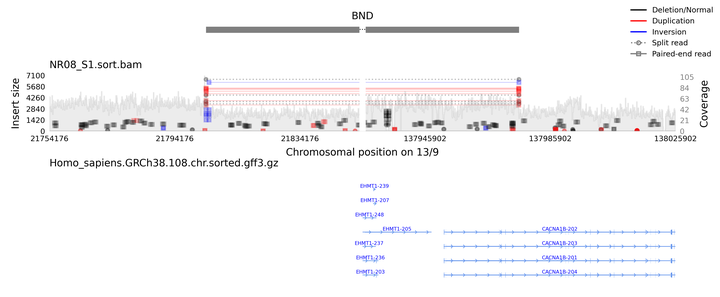 BND
Deletion/Normal
Duplication
Inversion
Split read
Paired-end read
NR08_S1.sort.bam
Insert size
7100
5680
4260
2840
1420
0
105
84
63
42
21
0
Coverage
21754176 21794176 21834176 137945902 137985902 138025902
Chromosomal position on 13/9
Homo_sapiens.GRCh38.108.chr.sorted.gff3.gz
EHMT1-239
EHMT1-207
EHMT1-248
EHMT1-205 CACNA1B-202
EHMT1-237 CACNA1B-203
EHMT1-236 CACNA1B-201
EHMT1-203 CACNA1B-204